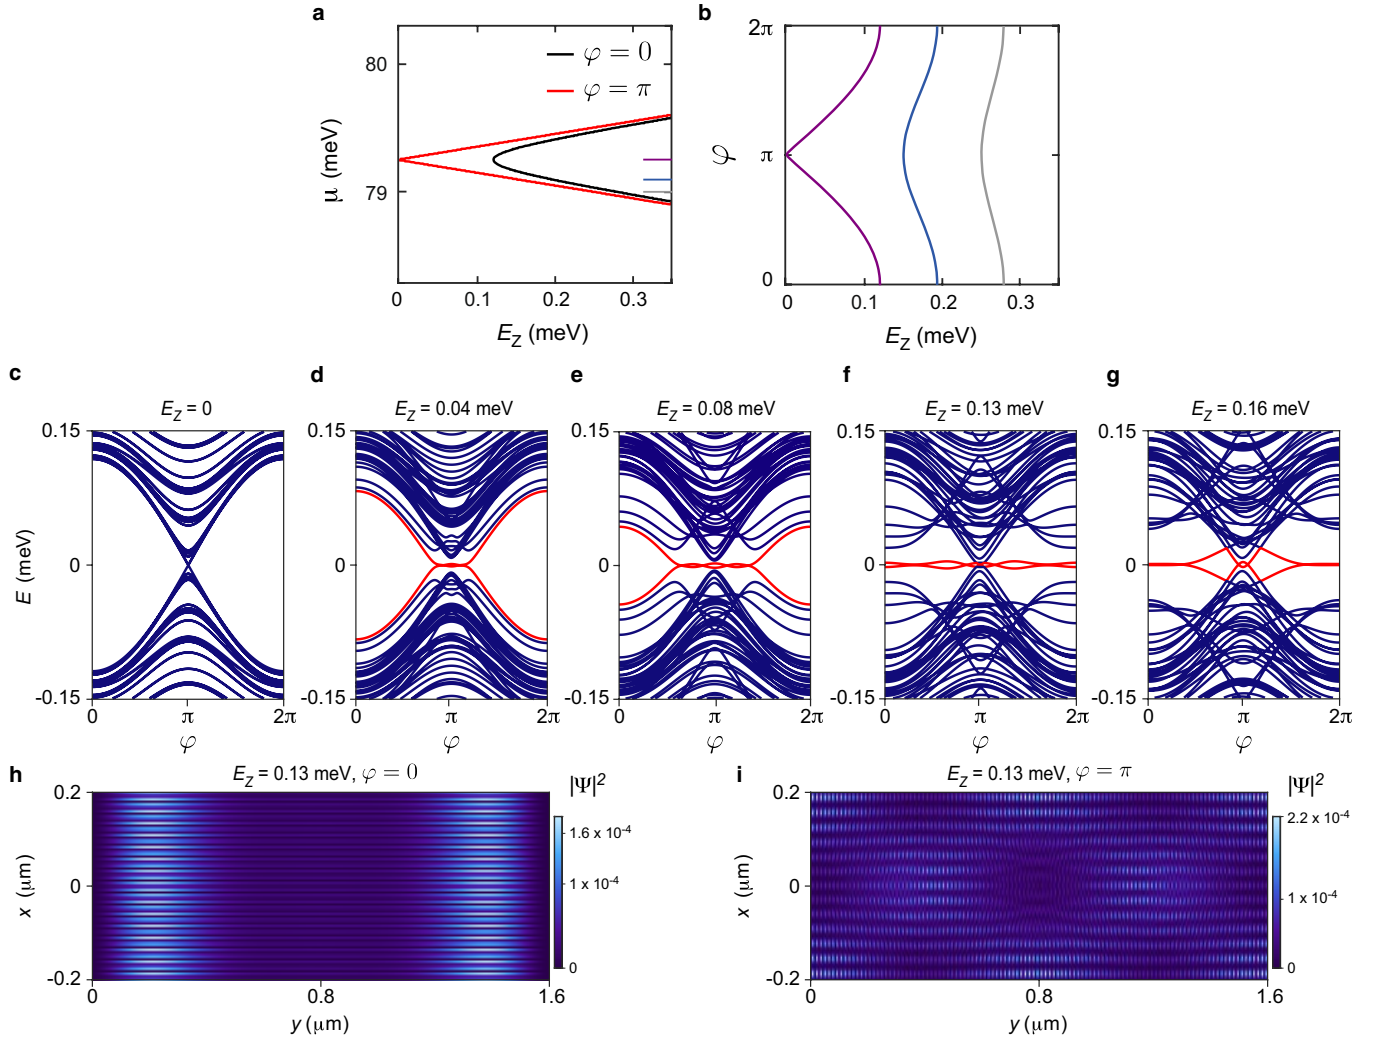 a
φ = 0
φ = π
80
79
μ (meV)
0
0.1
0.2
0.3
E_Z (meV)
b
2π
π
0
φ
0
0.1
0.2
0.3
E_Z (meV)
c
E_Z = 0
0.15
0
-0.15
E (meV)
0
π
2π
φ
d
E_Z = 0.04 meV
0.15
0
-0.15
0
π
2π
φ
e
E_Z = 0.08 meV
0.15
0
-0.15
0
π
2π
φ
f
E_Z = 0.13 meV
0.15
0
-0.15
0
π
2π
φ
g
E_Z = 0.16 meV
0.15
0
-0.15
0
π
2π
φ
h
E_Z = 0.13 meV, φ = 0
|Ψ|²
0.2
0
-0.2
x (μm)
0
0.8
1.6
y (μm)
1.6 x 10⁻⁴
1 x 10⁻⁴
0
i
E_Z = 0.13 meV, φ = π
|Ψ|²
0.2
0
-0.2
x (μm)
0
0.8
1.6
y (μm)
2.2 x 10⁻⁴
1 x 10⁻⁴
0